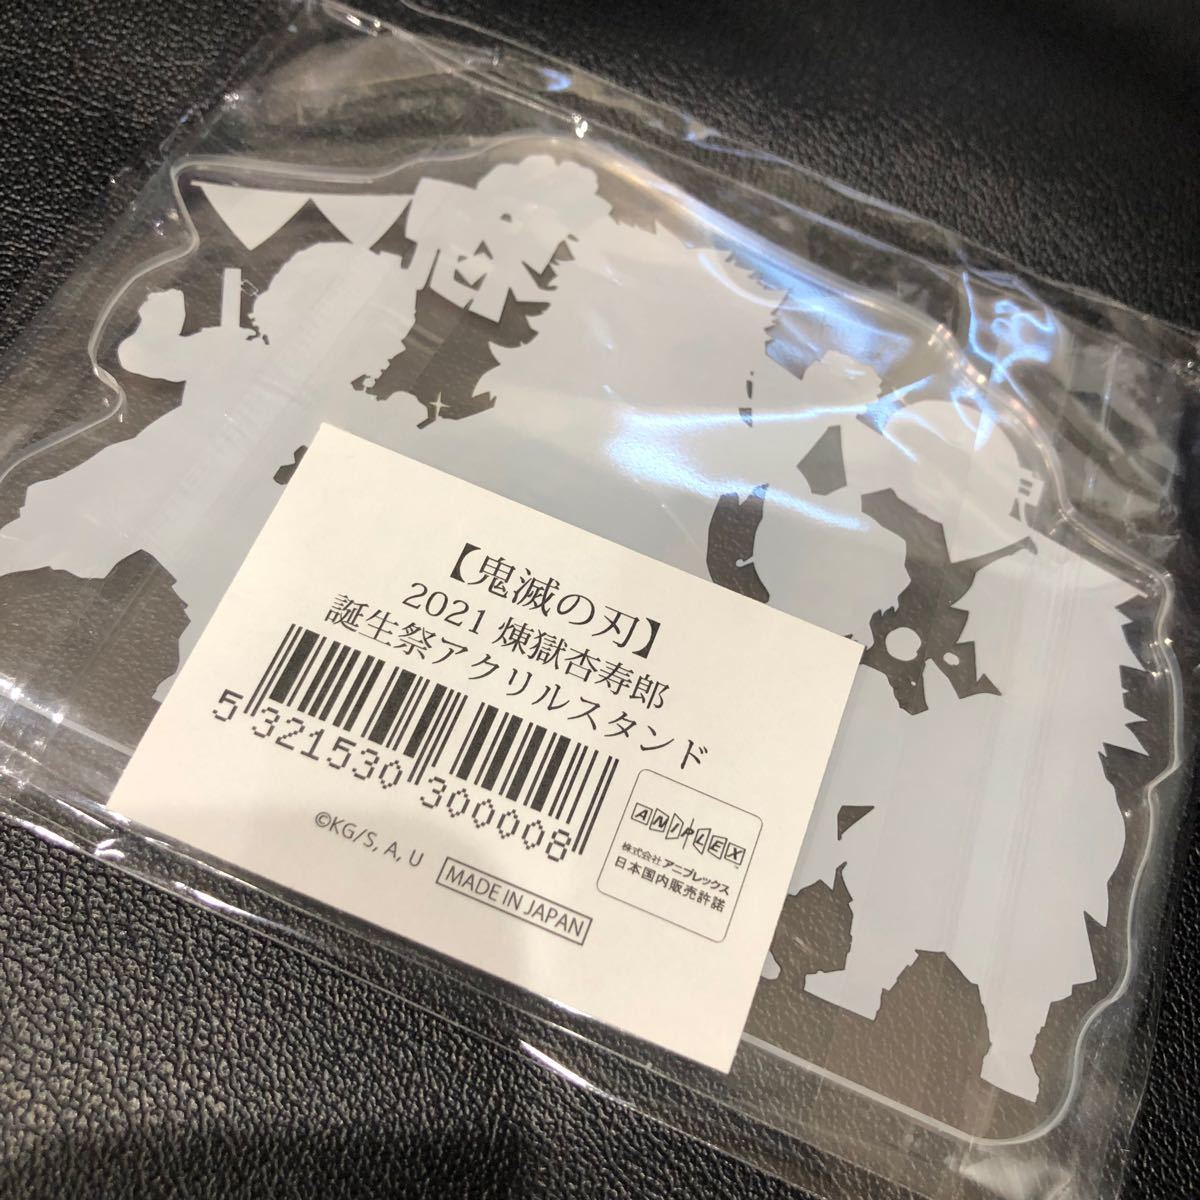 【鬼滅の刃】
2021 煉獄杏寿郎
誕生祭アクリルスタンド
5 321530 300008
©KG/S, A, U
MADE IN JAPAN
ANIPLEX
株式会社 アニプレックス
日本国内販売許諾